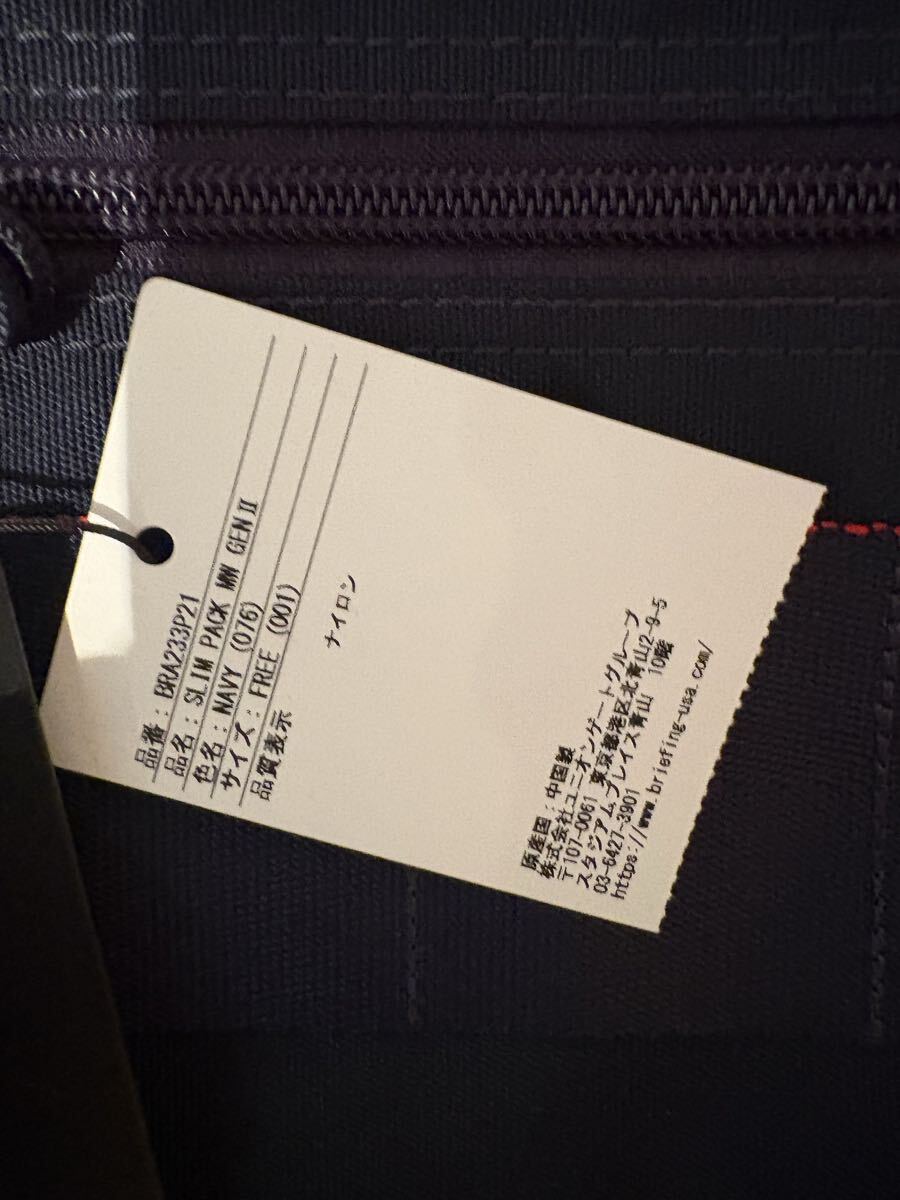 品番：BRA233P21
品名：SLIM PACK MW GENⅡ
色名：NAVY (076)
サイズ：FREE (001)
品質表示
ナイロン
原産国：中国製
株式会社ユニオンゲートグループ
〒107-0061 東京都港区北青山2-9-5
スタジアムプレイス青山 10階
03-6427-3901
https://www.briefing-usa.com/